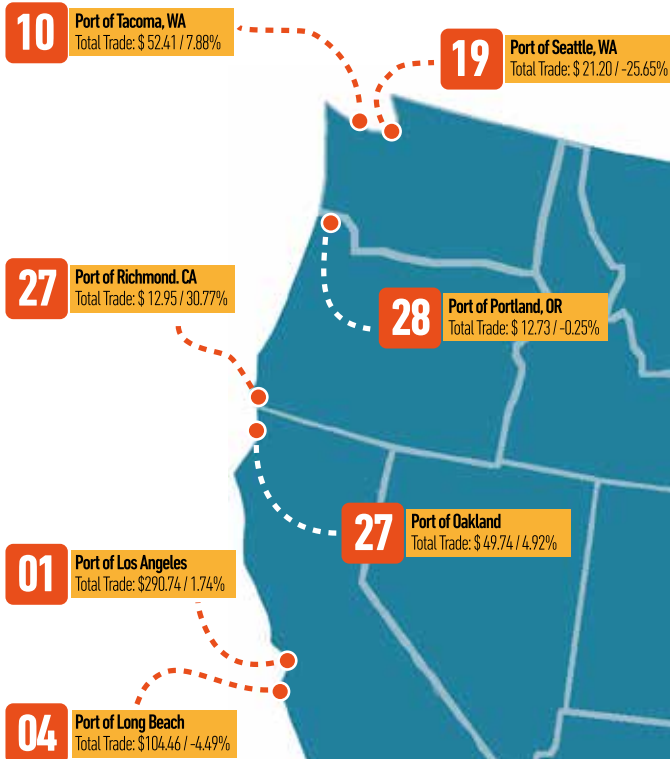 10
Port of Tacoma, WA
Total Trade: $ 52.41 / 7.88%
19
Port of Seattle, WA
Total Trade: $ 21.20 / -25.65%
27
Port of Richmond. CA
Total Trade: $ 12.95 / 30.77%
28
Port of Portland, OR
Total Trade: $ 12.73 / -0.25%
27
Port of Oakland
Total Trade: $ 49.74 / 4.92%
01
Port of Los Angeles
Total Trade: $290.74 / 1.74%
04
Port of Long Beach
Total Trade: $104.46 / -4.49%